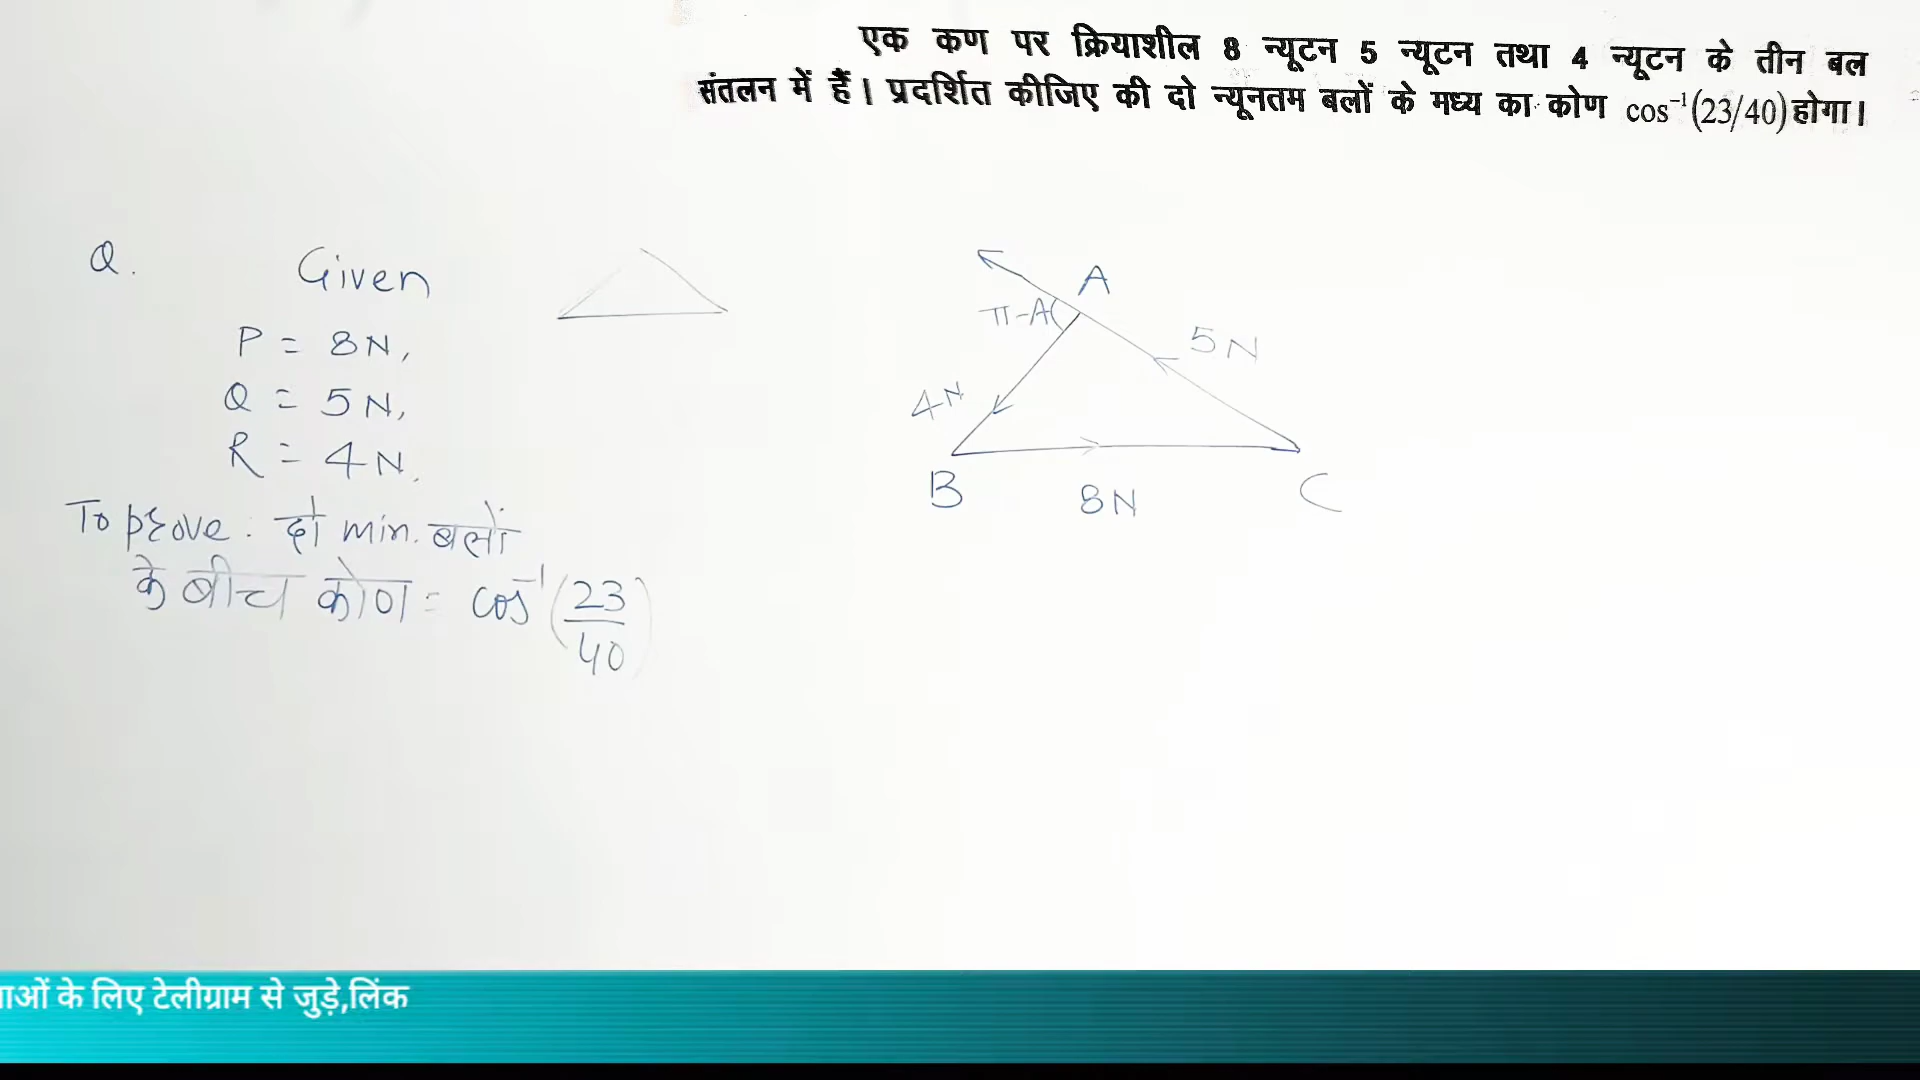 एक कण पर क्रियाशील 8 न्यूटन 5 न्यूटन तथा 4 न्यूटन के तीन बल
संतलन में हैं। प्रदर्शित कीजिए की दो न्यूनतम बलों के मध्य का कोण cos⁻¹(23/40) होगा।
Q. Given
P = 8N,
Q = 5N,
R = 4N.
To prove: दो min. बलों
के बीच कोण = cos⁻¹(23/40)
A
π-A
5N
4N
B
8N
C
के लिए टेलीग्राम से जुड़े,लिंक